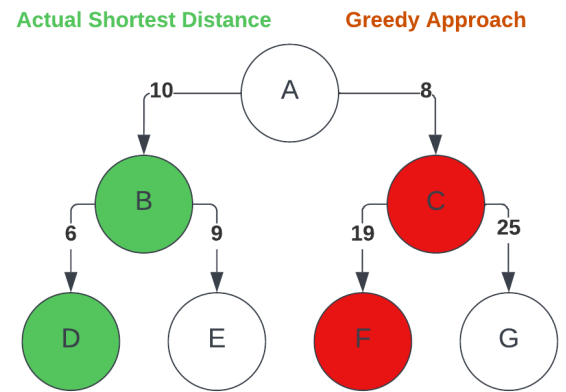 Actual Shortest Distance
Greedy Approach
10
A
8
B
C
6
9
19
25
D
E
F
G